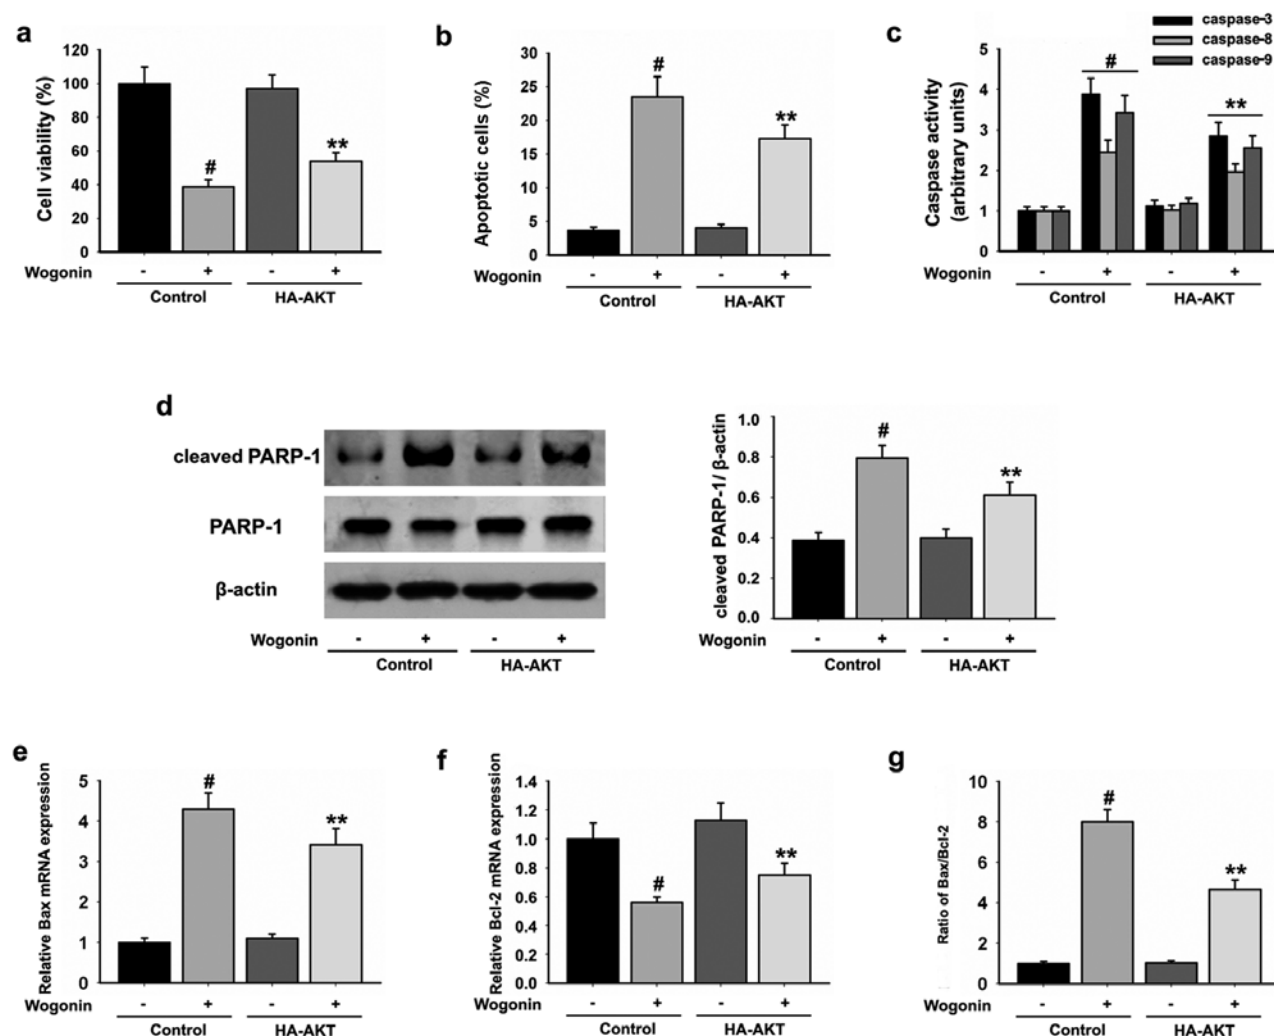 a
120
100
80
60
40
20
0
Cell viability (%)
#
**
Wogonin - + - +
Control HA-AKT
b
30
25
20
15
10
5
0
Apoptotic cells (%)
#
**
Wogonin - + - +
Control HA-AKT
c
caspase-3
caspase-8
caspase-9
5
4
3
2
1
0
Caspase activity
(arbitrary units)
#
**
Wogonin - + - +
Control HA-AKT
d
cleaved PARP-1
PARP-1
β-actin
Wogonin - + - +
Control HA-AKT
1.0
0.8
0.6
0.4
0.2
0.0
cleaved PARP-1/ β-actin
#
**
Wogonin - + - +
Control HA-AKT
e
5
4
3
2
1
0
Relative Bax mRNA expression
#
**
Wogonin - + - +
Control HA-AKT
f
1.4
1.2
1.0
0.8
0.6
0.4
0.2
0.0
Relative Bcl-2 mRNA expression
#
**
Wogonin - + - +
Control HA-AKT
g
10
8
6
4
2
0
Ratio of Bax/Bcl-2
#
**
Wogonin - + - +
Control HA-AKT